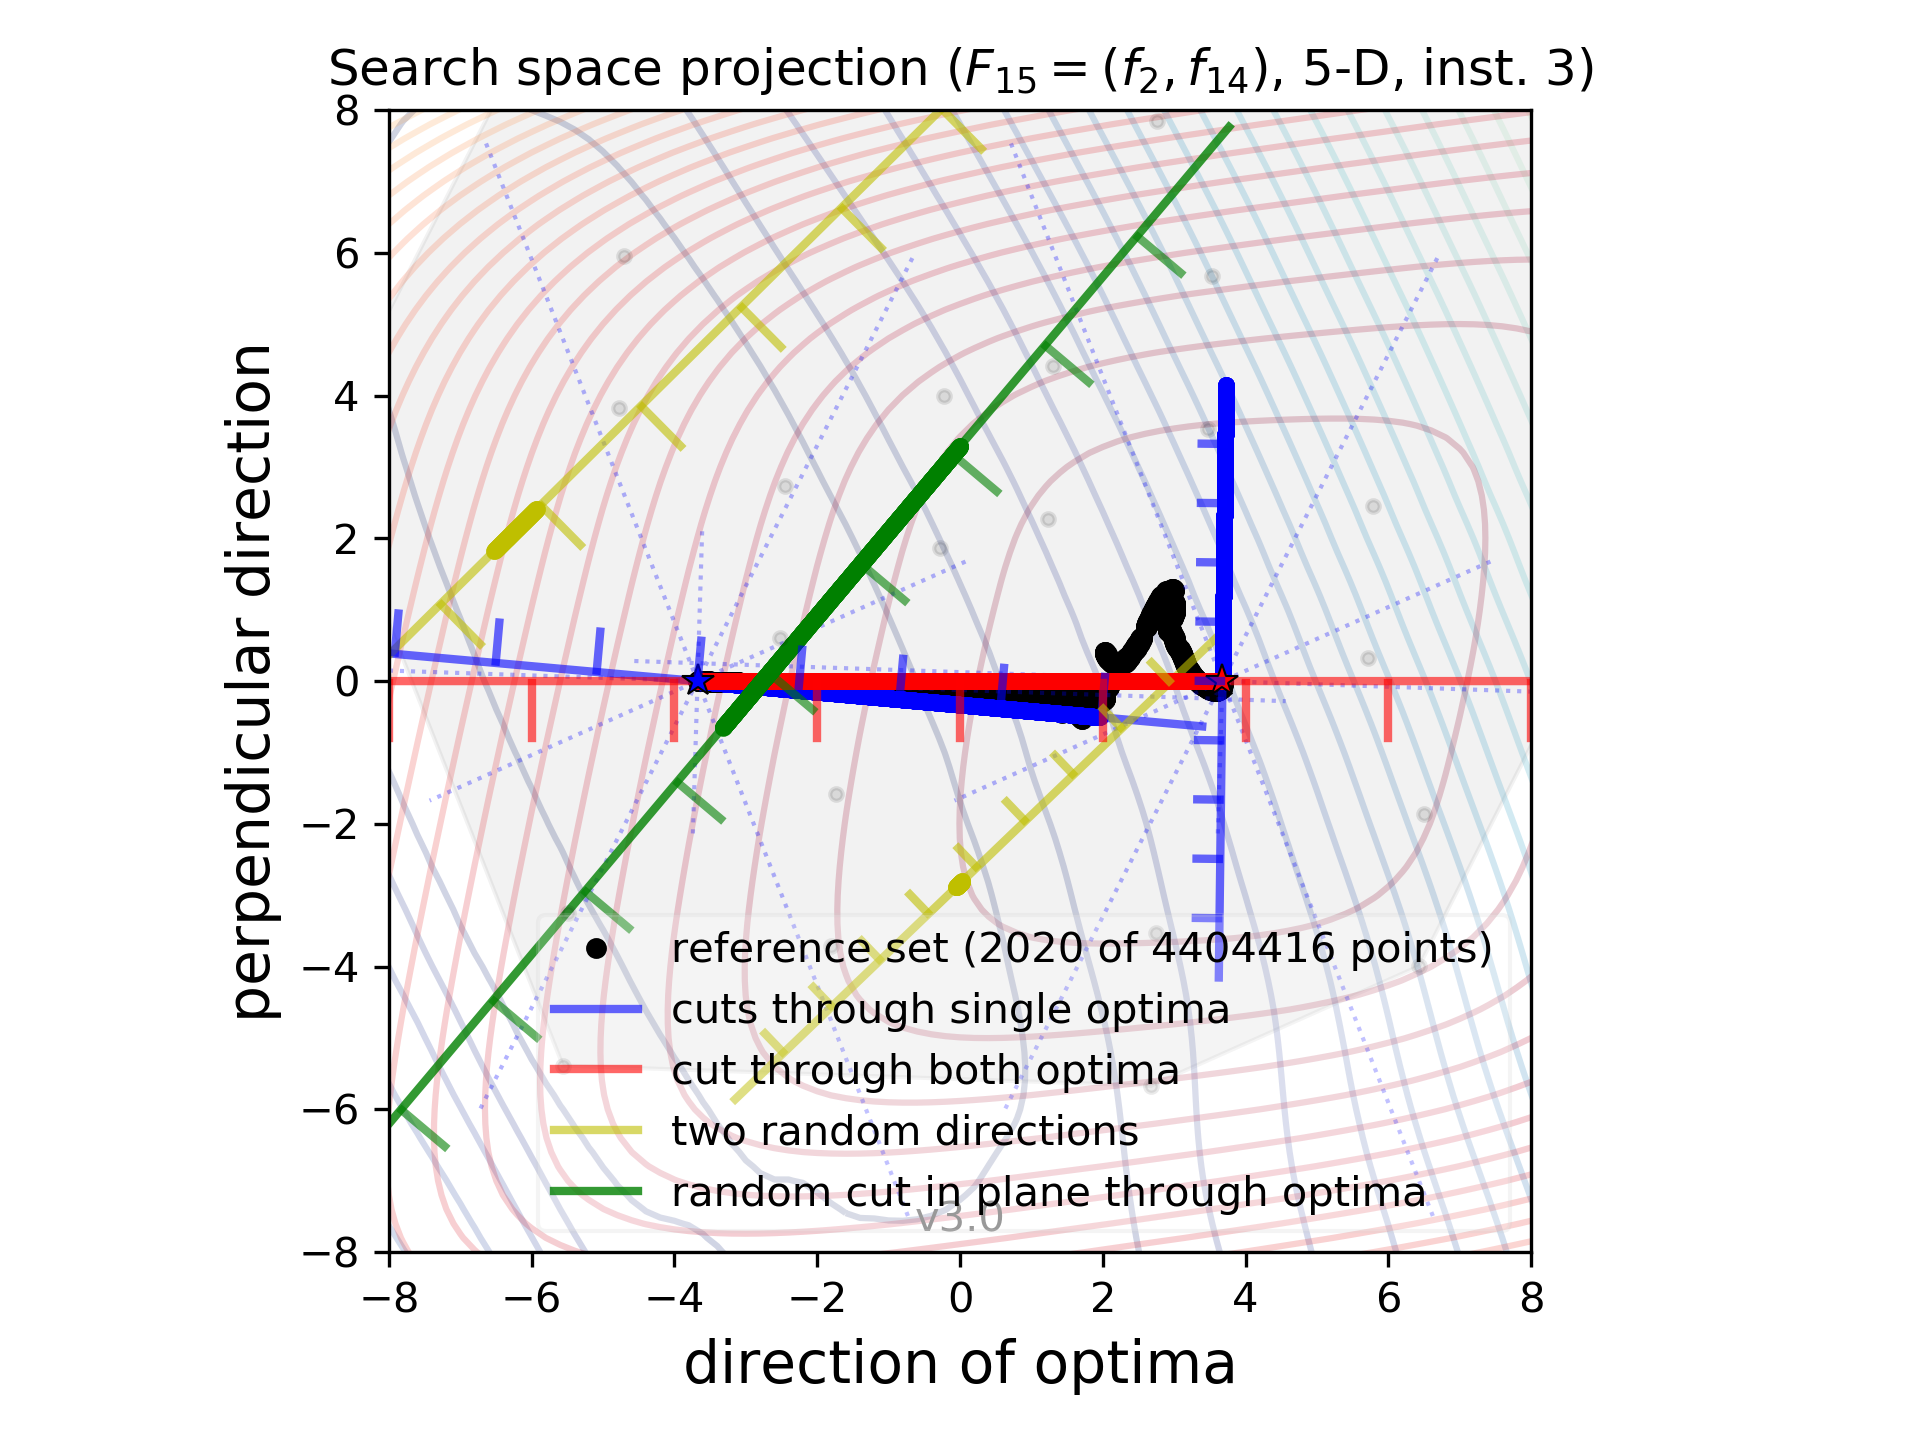 Search space projection (F₁₅ = (f₂, f₁₄), 5-D, inst. 3)
perpendicular direction
8
6
4
2
0
−2
−4
−6
−8
reference set (2020 of 4404416 points)
cuts through single optima
cut through both optima
two random directions
random cut in plane through optima
v3.0
−8 −6 −4 −2 0 2 4 6 8
direction of optima